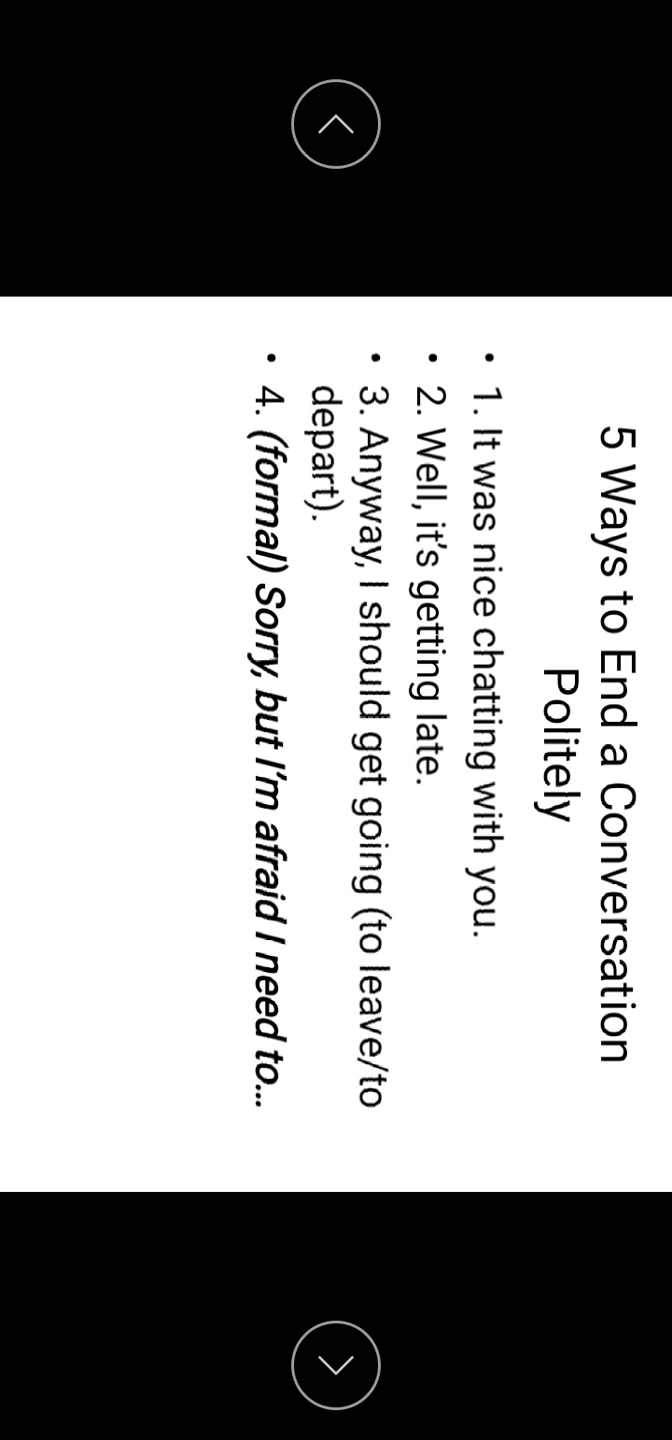 5 Ways to End a Conversation
Politely
• 1. It was nice chatting with you.
• 2. Well, it's getting late.
• 3. Anyway, I should get going (to leave/to
depart).
• 4. (formal) Sorry, but I'm afraid I need to...